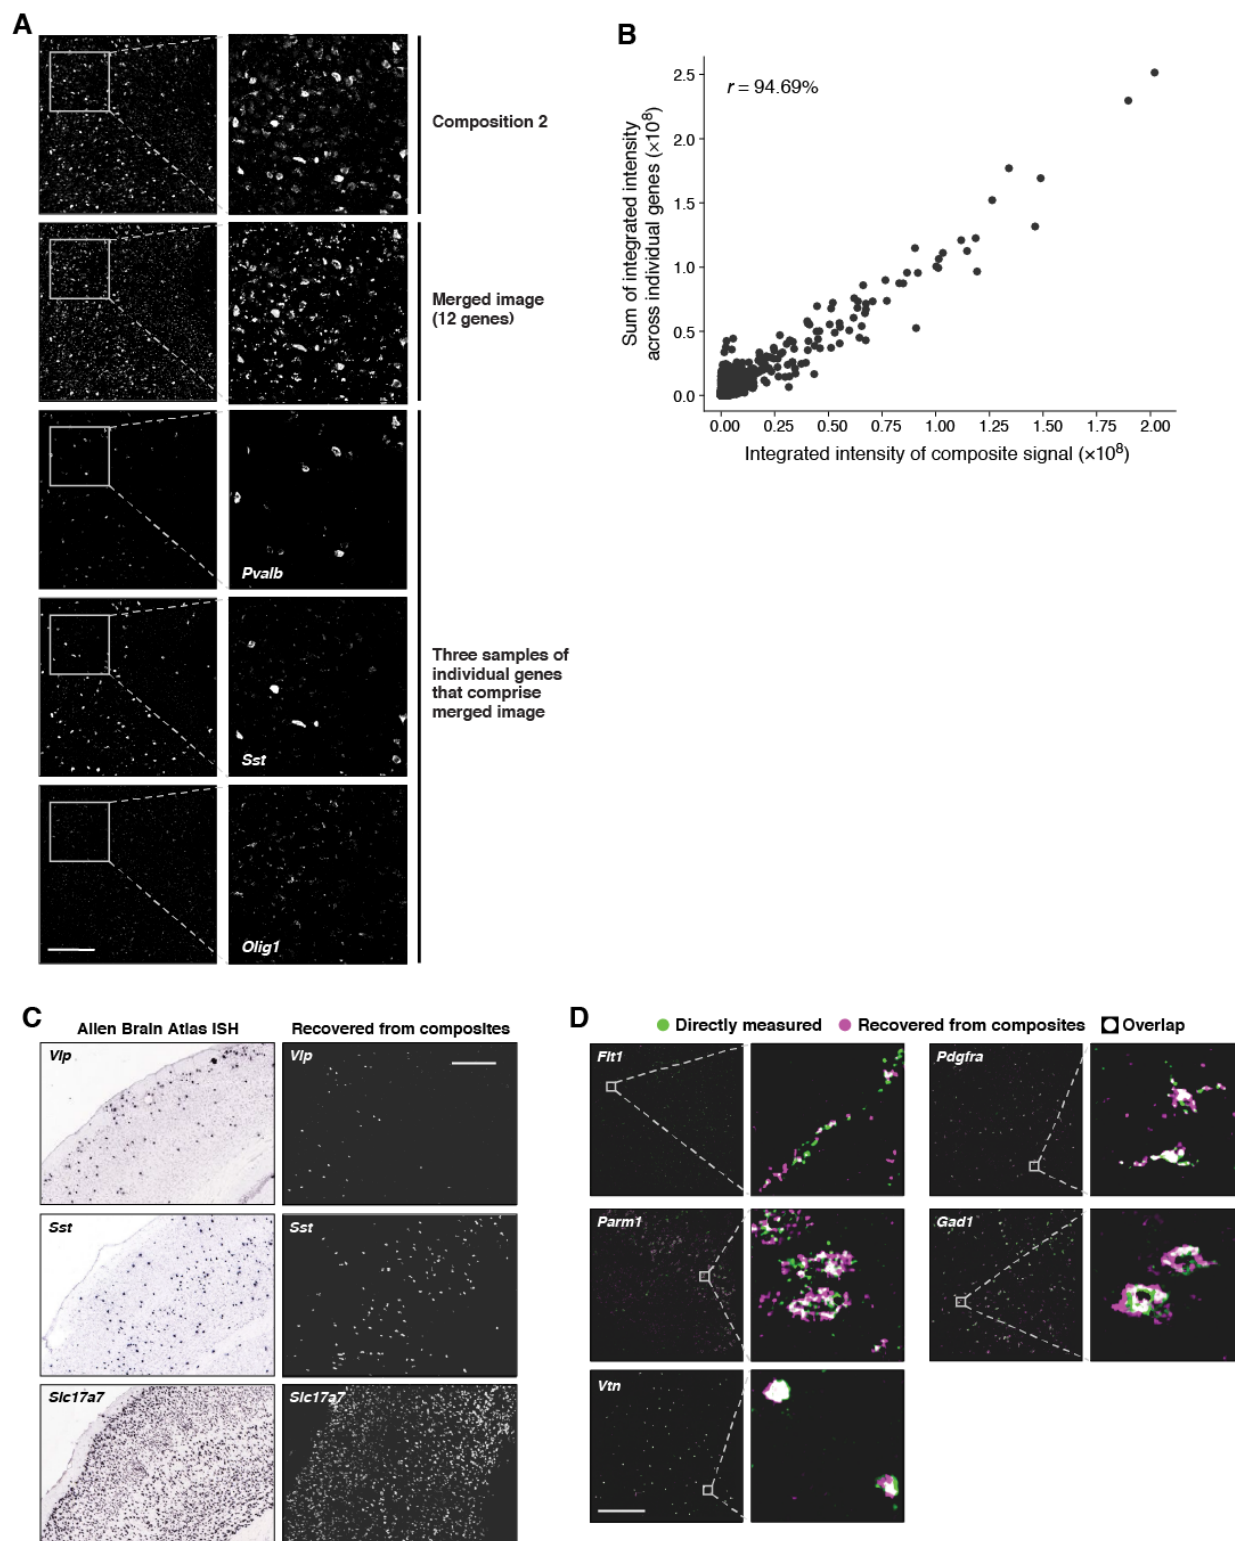 A
Composition 2
Merged image
(12 genes)
Pvalb
Sst
Three samples of
individual genes
that comprise
merged image
Olig1
B
r = 94.69%
Sum of integrated intensity
across individual genes (×10⁸)
2.5
2.0
1.5
1.0
0.5
0.0
0.00 0.25 0.50 0.75 1.00 1.25 1.50 1.75 2.00
Integrated intensity of composite signal (×10⁸)
C
Allen Brain Atlas ISH Recovered from composites
Vip Vip
Sst Sst
Slc17a7 Slc17a7
D
Directly measured Recovered from composites Overlap
Flt1 Pdgfra
Parm1 Gad1
Vtn